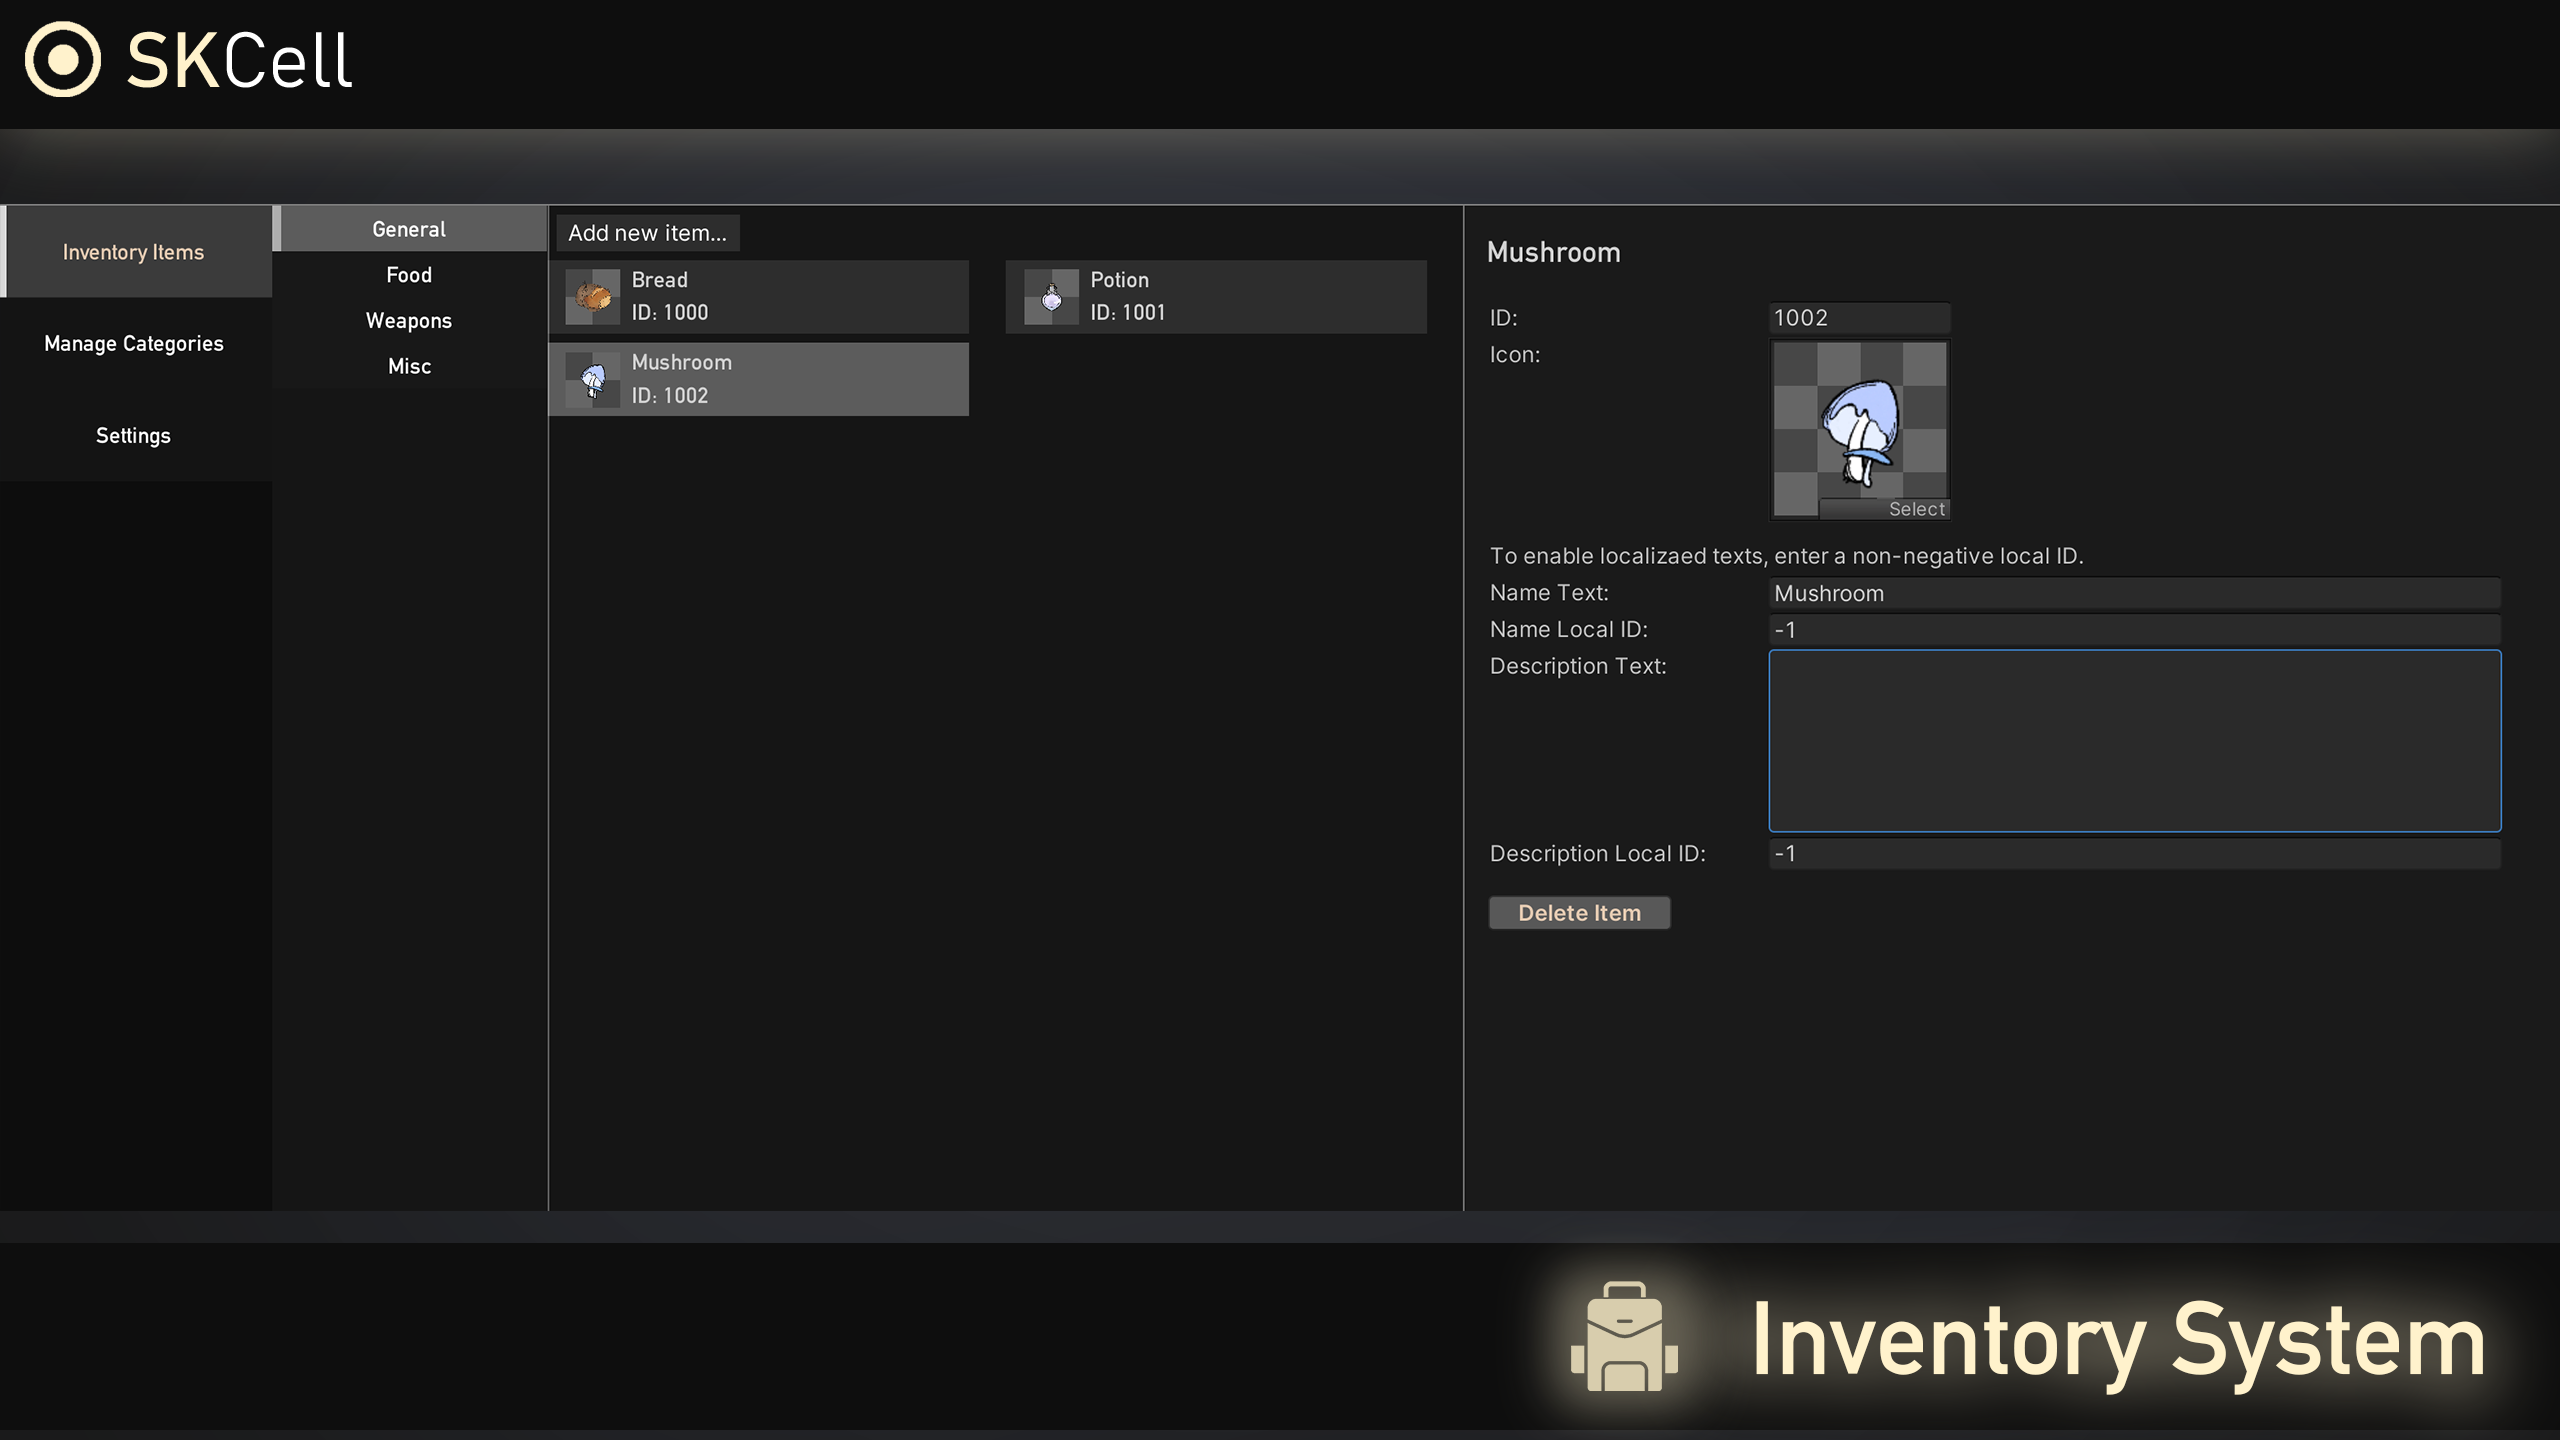 SKCell
Inventory Items
Manage Categories
Settings
General
Food
Weapons
Misc
Add new item...
Bread
ID: 1000
Potion
ID: 1001
Mushroom
ID: 1002
Mushroom
ID: 1002
Icon:
Select
To enable localizaed texts, enter a non-negative local ID.
Name Text: Mushroom
Name Local ID: -1
Description Text:
Description Local ID: -1
Delete Item
Inventory System